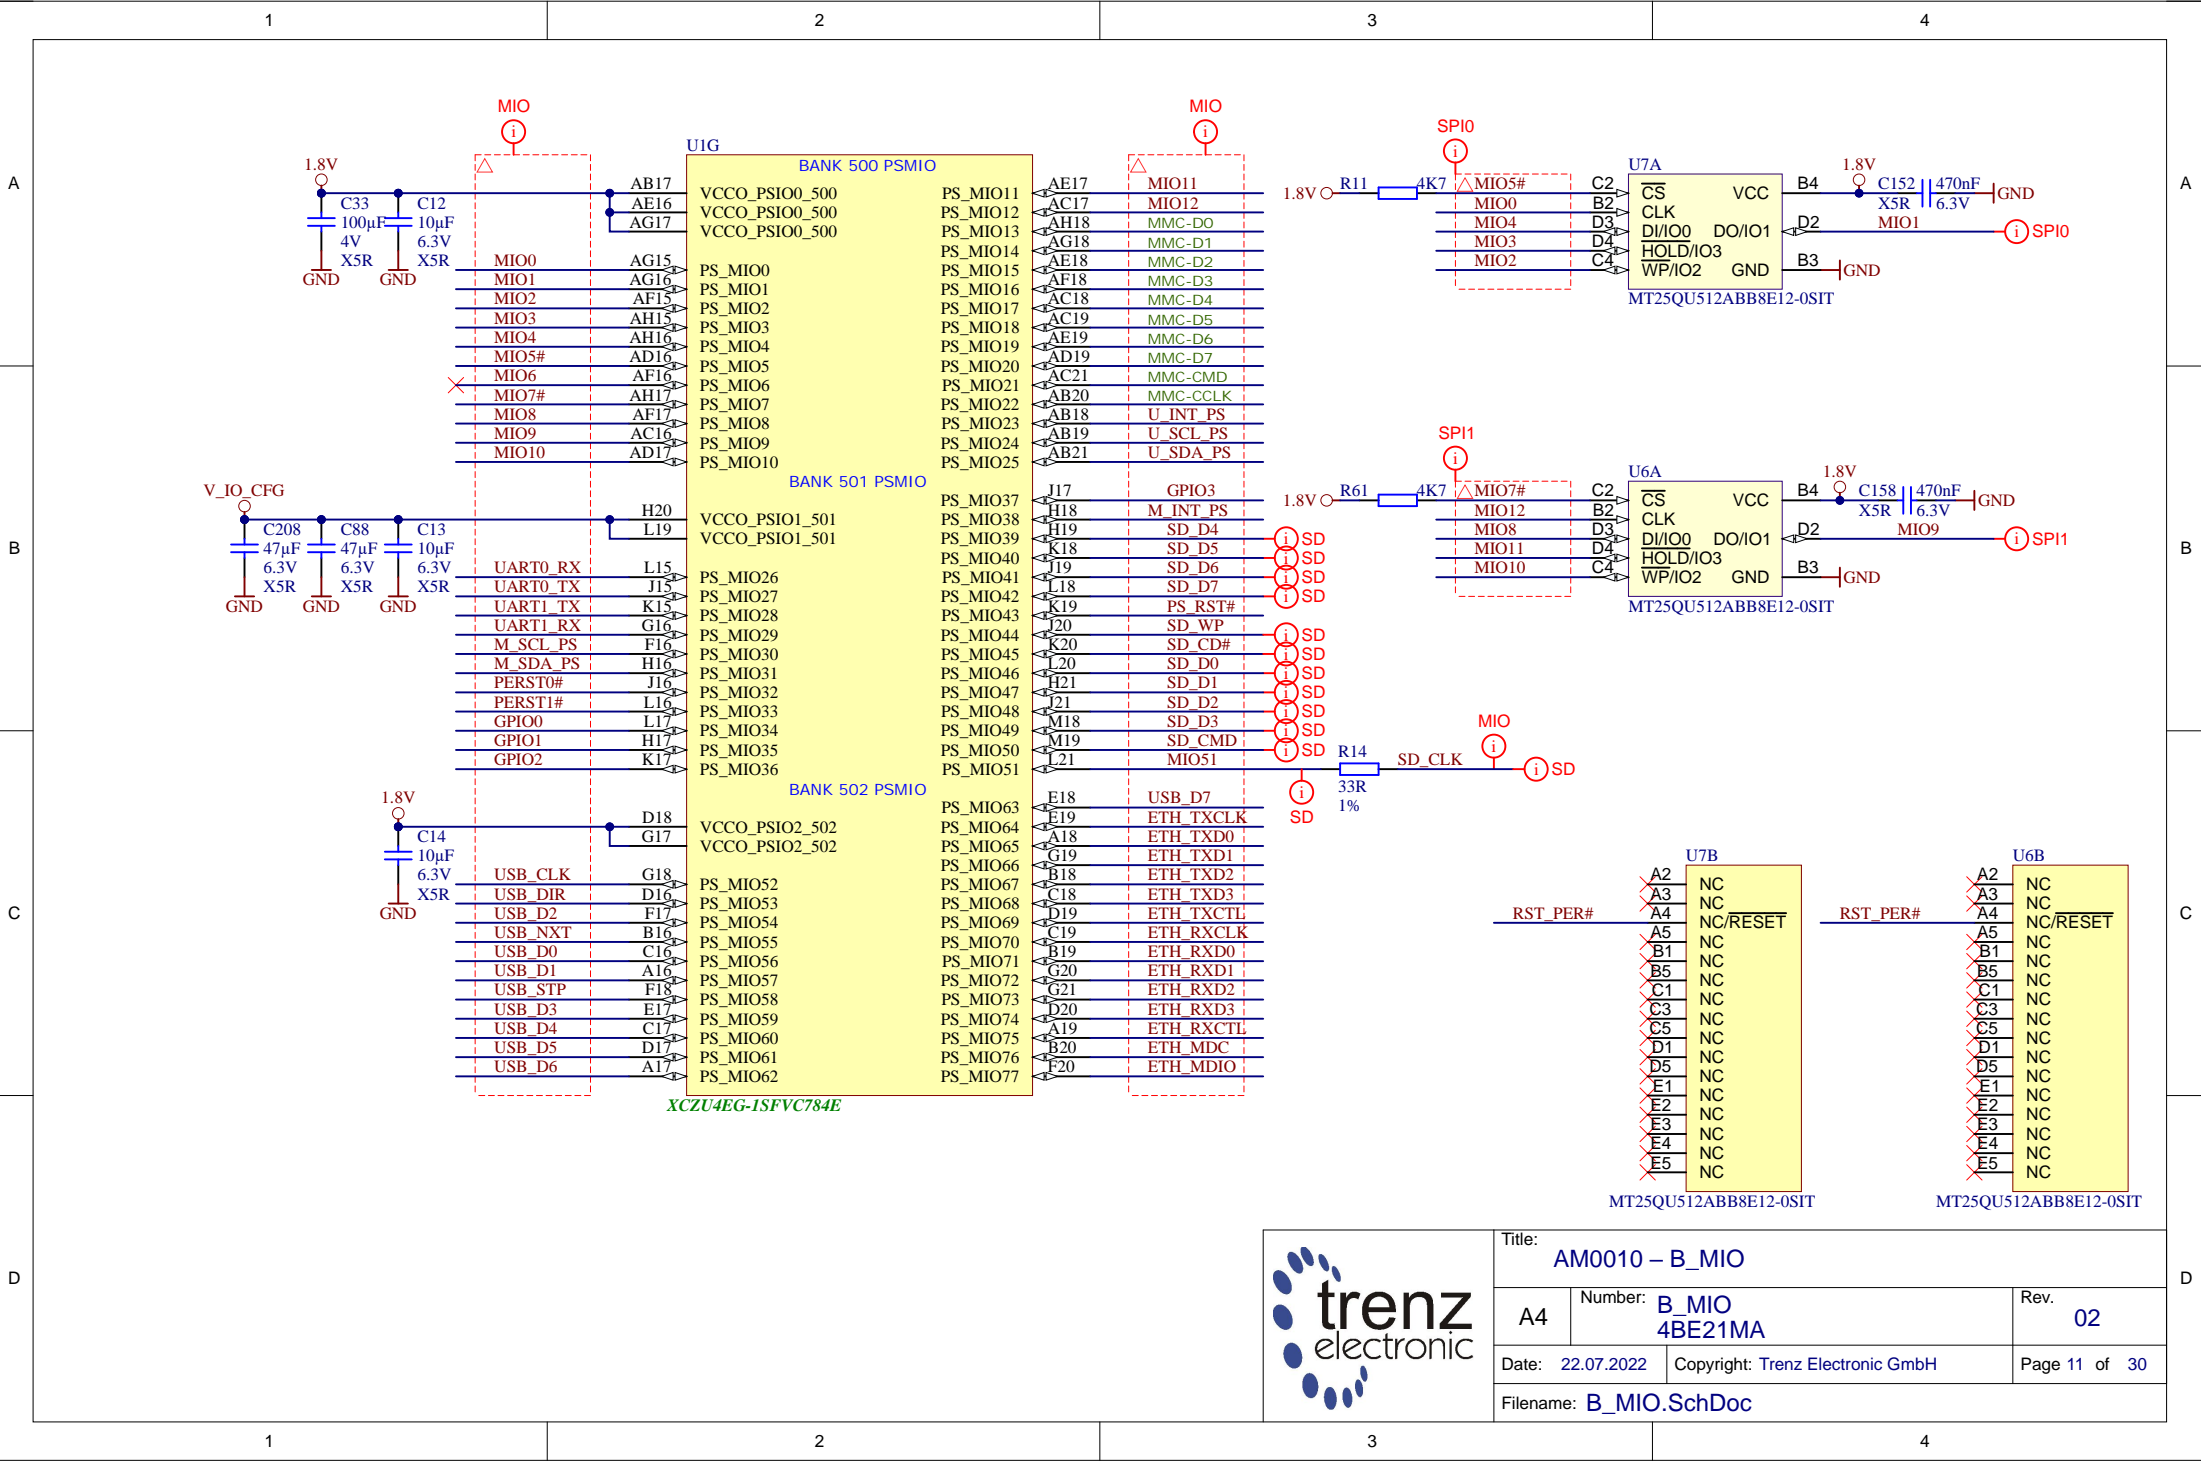 1 2 3 4
A A
B B
C C
D D
MIO
1.8V
C33
100µF
4V
X5R
GND
C12
10µF
6.3V
X5R
GND
MIO0
MIO1
MIO2
MIO3
MIO4
MIO5#
MIO6
MIO7#
MIO8
MIO9
MIO10
V_IO_CFG
C208
47µF
6.3V
X5R
GND
C88
47µF
6.3V
X5R
GND
C13
10µF
6.3V
X5R
GND
UART0_RX
UART0_TX
UART1_TX
UART1_RX
M_SCL_PS
M_SDA_PS
PERST0#
PERST1#
GPIO0
GPIO1
GPIO2
1.8V
C14
10µF
6.3V
X5R
GND
USB_CLK
USB_DIR
USB_D2
USB_NXT
USB_D0
USB_D1
USB_STP
USB_D3
USB_D4
USB_D5
USB_D6
U1G
BANK 500 PSMIO
AB17 VCCO_PSIO0_500
AE16 VCCO_PSIO0_500
AG17 VCCO_PSIO0_500
AG15 PS_MIO0
AG16 PS_MIO1
AF15 PS_MIO2
AH15 PS_MIO3
AH16 PS_MIO4
AD16 PS_MIO5
AF16 PS_MIO6
AH17 PS_MIO7
AF17 PS_MIO8
AC16 PS_MIO9
AD17 PS_MIO10
BANK 501 PSMIO
H20 VCCO_PSIO1_501
L19 VCCO_PSIO1_501
L15 PS_MIO26
J15 PS_MIO27
K15 PS_MIO28
G16 PS_MIO29
F16 PS_MIO30
H16 PS_MIO31
J16 PS_MIO32
L16 PS_MIO33
L17 PS_MIO34
H17 PS_MIO35
K17 PS_MIO36
BANK 502 PSMIO
D18 VCCO_PSIO2_502
G17 VCCO_PSIO2_502
G18 PS_MIO52
D16 PS_MIO53
F17 PS_MIO54
B16 PS_MIO55
C16 PS_MIO56
A16 PS_MIO57
F18 PS_MIO58
E17 PS_MIO59
C17 PS_MIO60
D17 PS_MIO61
A17 PS_MIO62
XCZU4EG-1SFVC784E
MIO
PS_MIO11 AE17 MIO11
PS_MIO12 AC17 MIO12
PS_MIO13 AH18 MMC-D0
PS_MIO14 AG18 MMC-D1
PS_MIO15 AE18 MMC-D2
PS_MIO16 AF18 MMC-D3
PS_MIO17 AC18 MMC-D4
PS_MIO18 AC19 MMC-D5
PS_MIO19 AE19 MMC-D6
PS_MIO20 AD19 MMC-D7
PS_MIO21 AC21 MMC-CMD
PS_MIO22 AB20 MMC-CCLK
PS_MIO23 AB18 U_INT_PS
PS_MIO24 AB19 U_SCL_PS
PS_MIO25 AB21 U_SDA_PS
PS_MIO37 J17 GPIO3
PS_MIO38 H18 M_INT_PS
PS_MIO39 H19 SD_D4 i SD
PS_MIO40 K18 SD_D5 i SD
PS_MIO41 J19 SD_D6 i SD
PS_MIO42 L18 SD_D7 i SD
PS_MIO43 K19 PS_RST#
PS_MIO44 J20 SD_WP i SD
PS_MIO45 K20 SD_CD# i SD
PS_MIO46 L20 SD_D0 i SD
PS_MIO47 H21 SD_D1 i SD
PS_MIO48 J21 SD_D2 i SD
PS_MIO49 M18 SD_D3 i SD
PS_MIO50 M19 SD_CMD i SD
PS_MIO51 L21 MIO51
i
SD
R14
33R
1%
SD_CLK
MIO
i
i SD
PS_MIO63 E18 USB_D7
PS_MIO64 E19 ETH_TXCLK
PS_MIO65 A18 ETH_TXD0
PS_MIO66 G19 ETH_TXD1
PS_MIO67 B18 ETH_TXD2
PS_MIO68 C18 ETH_TXD3
PS_MIO69 D19 ETH_TXCTL
PS_MIO70 C19 ETH_RXCLK
PS_MIO71 B19 ETH_RXD0
PS_MIO72 G20 ETH_RXD1
PS_MIO73 G21 ETH_RXD2
PS_MIO74 D20 ETH_RXD3
PS_MIO75 A19 ETH_RXCTL
PS_MIO76 B20 ETH_MDC
PS_MIO77 F20 ETH_MDIO
SPI0
i
U7A
1.8V R11 4K7 MIO5# C2 CS VCC B4 1.8V C152 470nF X5R 6.3V GND
MIO0 B2 CLK
MIO4 D3 DI/IO0 DO/IO1 D2 MIO1 i SPI0
MIO3 D4 HOLD/IO3
MIO2 C4 WP/IO2 GND B3 GND
MT25QU512ABB8E12-0SIT
SPI1
i
U6A
1.8V R61 4K7 MIO7# C2 CS VCC B4 1.8V C158 470nF X5R 6.3V GND
MIO12 B2 CLK
MIO8 D3 DI/IO0 DO/IO1 D2 MIO9 i SPI1
MIO11 D4 HOLD/IO3
MIO10 C4 WP/IO2 GND B3 GND
MT25QU512ABB8E12-0SIT
U7B
A2 NC
A3 NC
RST_PER# A4 NC/RESET
A5 NC
B1 NC
B5 NC
C1 NC
C3 NC
C5 NC
D1 NC
D5 NC
E1 NC
E2 NC
E3 NC
E4 NC
E5 NC
MT25QU512ABB8E12-0SIT
U6B
A2 NC
A3 NC
RST_PER# A4 NC/RESET
A5 NC
B1 NC
B5 NC
C1 NC
C3 NC
C5 NC
D1 NC
D5 NC
E1 NC
E2 NC
E3 NC
E4 NC
E5 NC
MT25QU512ABB8E12-0SIT
trenz
electronic
Title:
AM0010 – B_MIO
A4 Number: B_MIO
4BE21MA
Rev.
02
Date: 22.07.2022 Copyright: Trenz Electronic GmbH Page 11 of 30
Filename: B_MIO.SchDoc
1 2 3 4